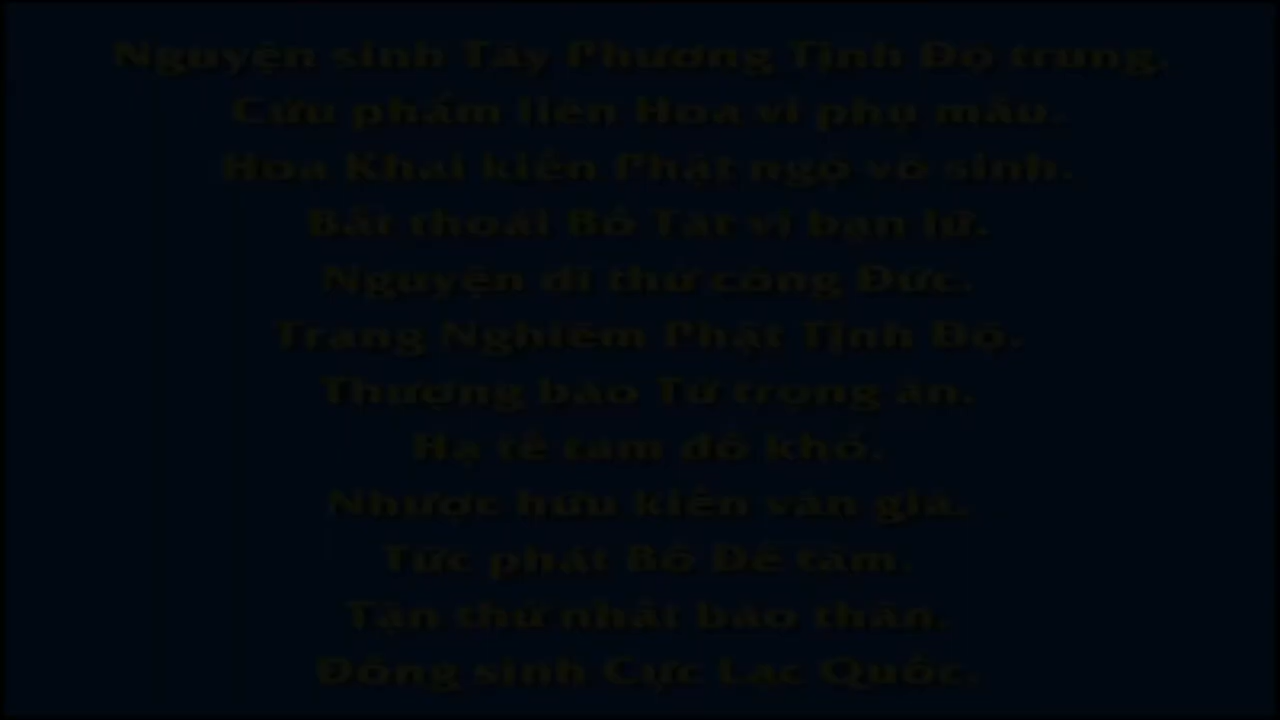 Nguyện sinh Tây Phương Tịnh Độ trung.
Cửu phẩm liên Hoa vi phụ mẫu.
Hoa Khai kiến Phật ngộ vô sinh.
Bất thoái Bồ Tát vi bạn lữ.
Nguyện dĩ thử công Đức.
Trang Nghiêm Phật Tịnh Độ.
Thượng báo Tứ trọng ân.
Hạ tế tam đồ khổ.
Nhược hữu kiến văn giả.
Tức phát Bồ Đề tâm.
Tận thử nhất báo thân.
Đồng sinh Cực Lạc Quốc.